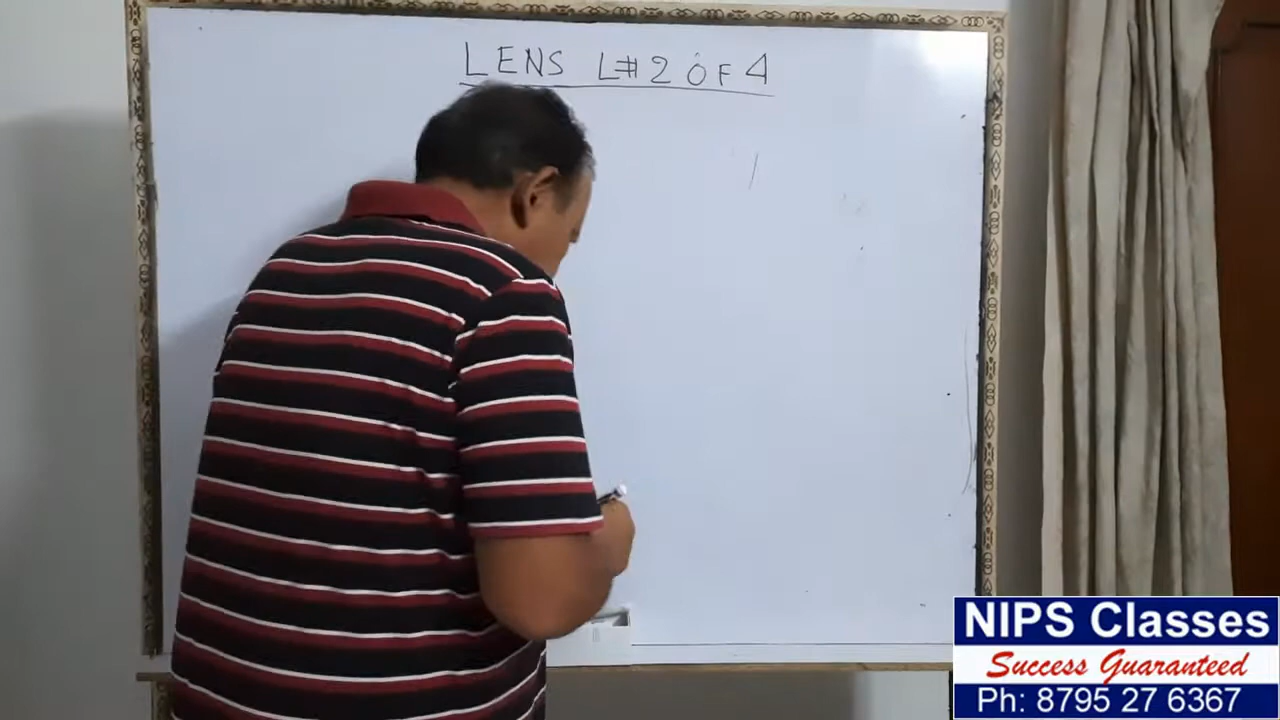 LENS L# 2 OF 4
NIPS Classes
Success Guaranteed
Ph: 8795 27 6367